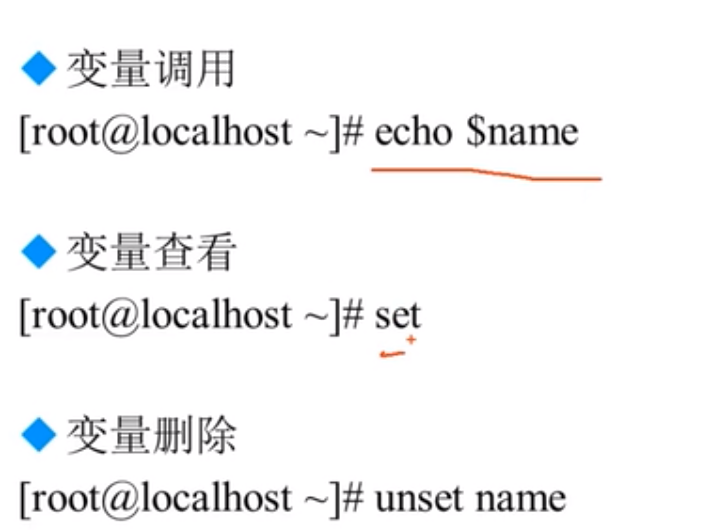 变量调用
[root@localhost ~]# echo $name
变量查看
[root@localhost ~]# set
变量删除
[root@localhost ~]# unset name